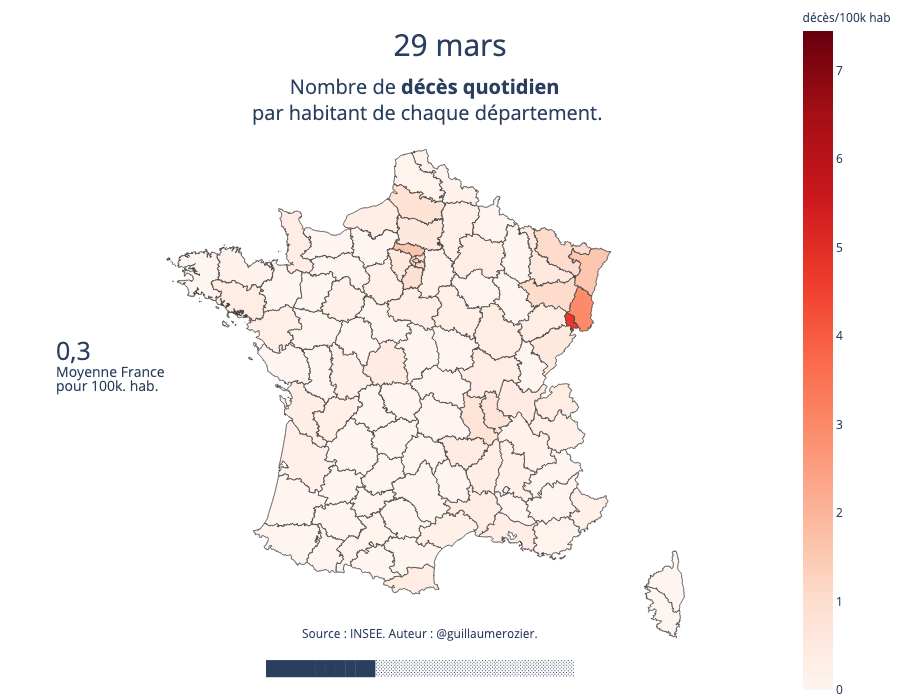 29 mars
Nombre de décès quotidien
par habitant de chaque département.
décès/100k hab
7
6
5
4
3
2
1
0
0,3
Moyenne France
pour 100k. hab.
Source : INSEE. Auteur : @guillaumerozier.